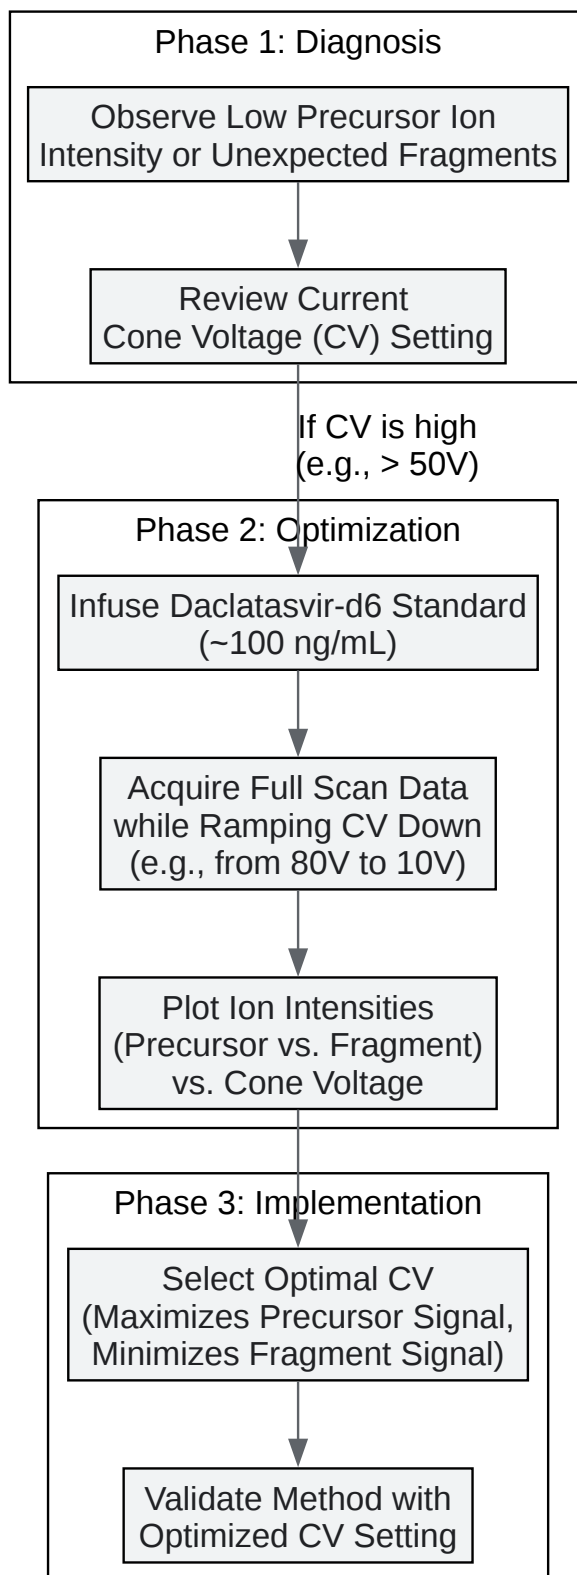 Phase 1: Diagnosis
Observe Low Precursor Ion
Intensity or Unexpected Fragments
Review Current
Cone Voltage (CV) Setting
If CV is high
(e.g., > 50V)
Phase 2: Optimization
Infuse Daclatasvir-d6 Standard
(~100 ng/mL)
Acquire Full Scan Data
while Ramping CV Down
(e.g., from 80V to 10V)
Plot Ion Intensities
(Precursor vs. Fragment)
vs. Cone Voltage
Phase 3: Implementation
Select Optimal CV
(Maximizes Precursor Signal,
Minimizes Fragment Signal)
Validate Method with
Optimized CV Setting